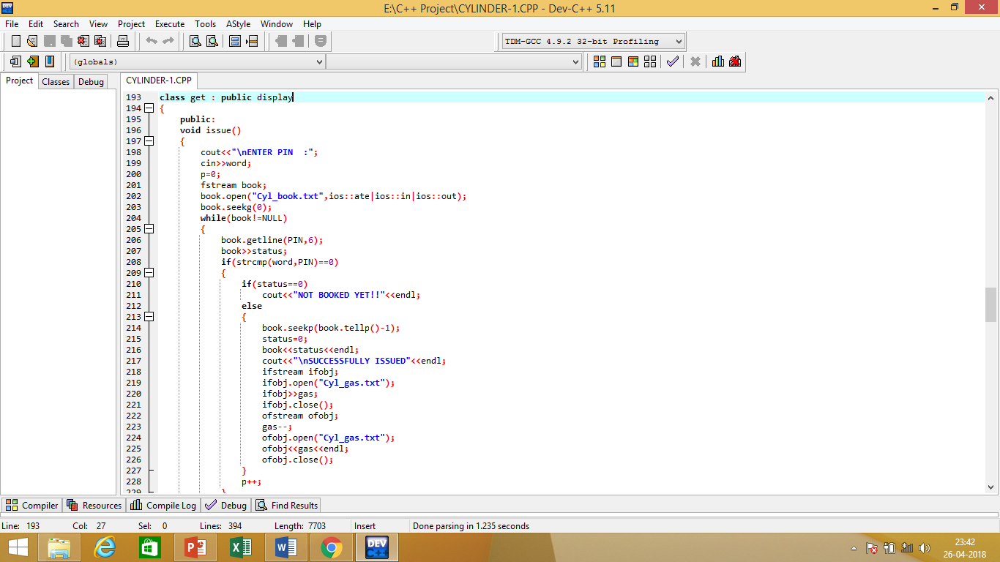 E:\C++ Project\CYLINDER-1.CPP - Dev-C++ 5.11
File Edit Search View Project Execute Tools AStyle Window Help
TDM-GCC 4.9.2 32-bit Profiling
(globals)
Project Classes Debug CYLINDER-1.CPP
193 class get : public display
194 {
195 public:
196 void issue()
197 {
198 cout<<"\nENTER PIN  :";
199 cin>>word;
200 p=0;
201 fstream book;
202 book.open("Cyl_book.txt",ios::ate|ios::in|ios::out);
203 book.seekg(0);
204 while(book!=NULL)
205 {
206 book.getline(PIN,6);
207 book>>status;
208 if(strcmp(word,PIN)==0)
209 {
210 if(status==0)
211 cout<<"NOT BOOKED YET!!"<<endl;
212 else
213 {
214 book.seekp(book.tellp()-1);
215 status=0;
216 book<<status<<endl;
217 cout<<"\nSUCCESSFULLY ISSUED"<<endl;
218 ifstream ifobj;
219 ifobj.open("Cyl_gas.txt");
220 ifobj>>gas;
221 ifobj.close();
222 ofstream ofobj;
223 gas--;
224 ofobj.open("Cyl_gas.txt");
225 ofobj<<gas<<endl;
226 ofobj.close();
227 }
228 p++;
229 }
Compiler Resources Compile Log Debug Find Results
Line: 193 Col: 27 Sel: 0 Lines: 394 Length: 7703 Insert Done parsing in 1.235 seconds
DEV C++
23:42
26-04-2018